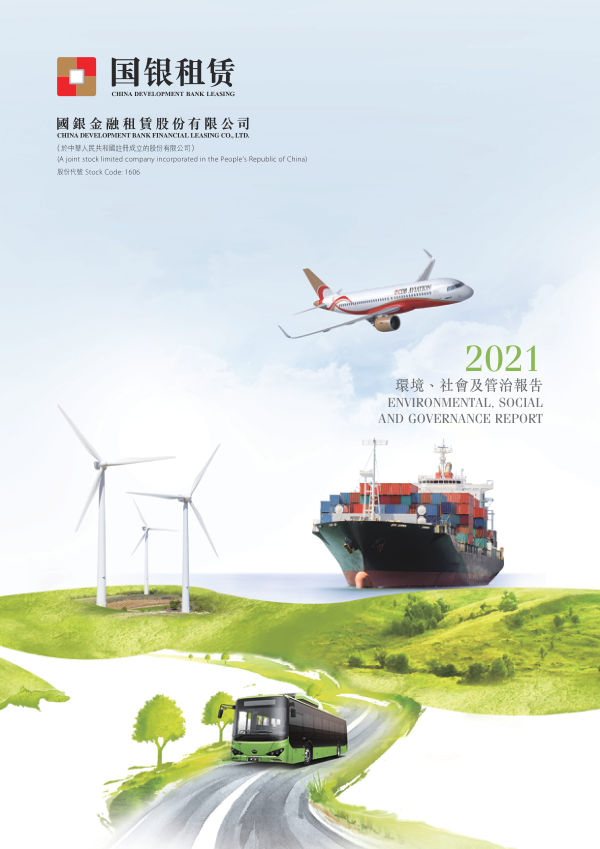 国银租赁
CHINA DEVELOPMENT BANK LEASING
國銀金融租賃股份有限公司
CHINA DEVELOPMENT BANK FINANCIAL LEASING CO., LTD.
(於中華人民共和國註冊成立的股份有限公司)
(A joint stock limited company incorporated in the People's Republic of China)
股份代號 Stock Code: 1606
CDB AVIATION
2021
環境、社會及管治報告
ENVIRONMENTAL, SOCIAL
AND GOVERNANCE REPORT